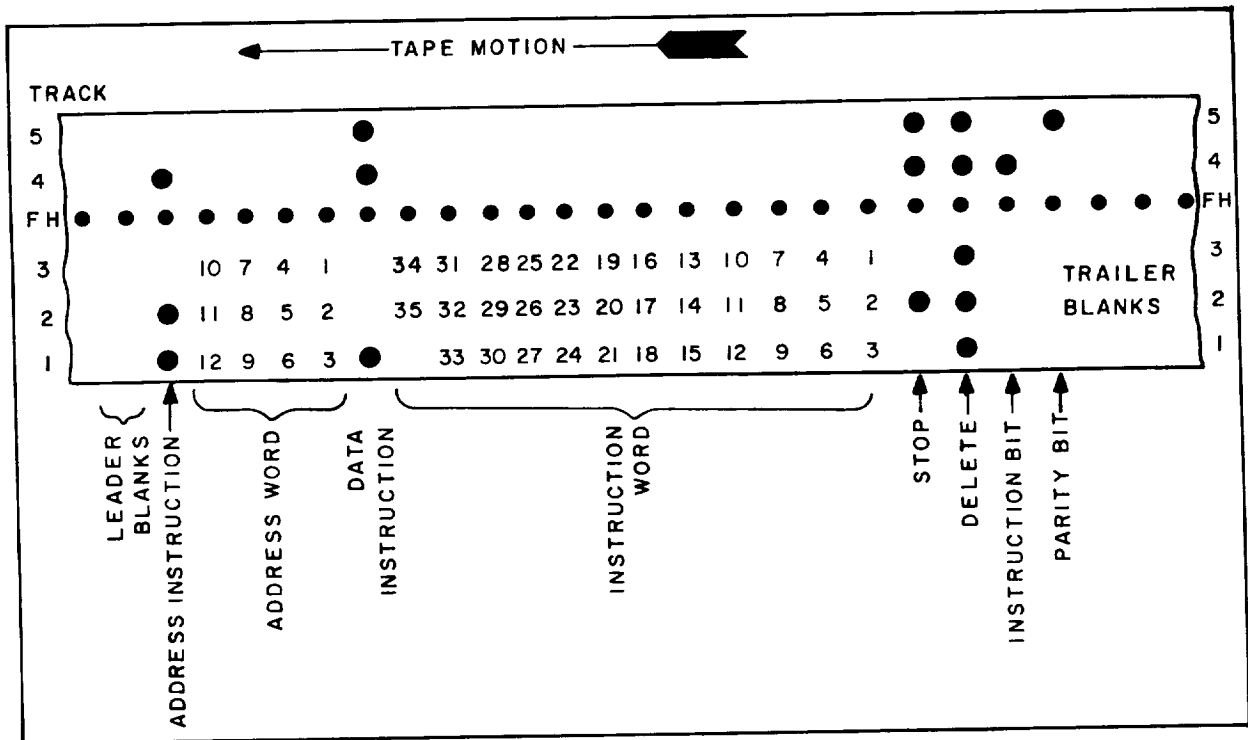 TAPE MOTION
TRACK
5 5
4 4
FH FH
3 10 7 4 1 34 31 28 25 22 19 16 13 10 7 4 1 TRAILER 3
2 11 8 5 2 35 32 29 26 23 20 17 14 11 8 5 2 BLANKS 2
1 12 9 6 3 33 30 27 24 21 18 15 12 9 6 3 1
LEADER
BLANKS
ADDRESS INSTRUCTION
ADDRESS WORD
DATA
INSTRUCTION
INSTRUCTION
WORD
STOP
DELETE
INSTRUCTION BIT
PARITY BIT